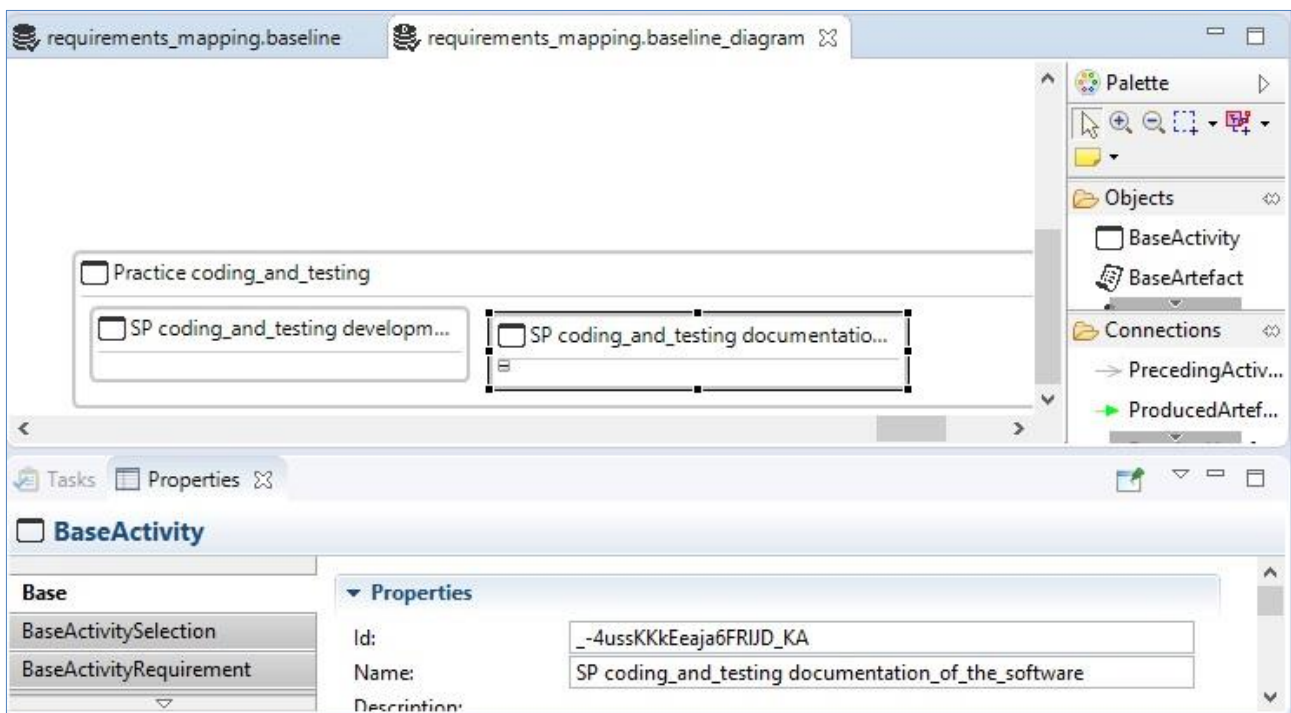 requirements_mapping.baseline
requirements_mapping.baseline_diagram
Palette
Objects
BaseActivity
BaseArtefact
Connections
PrecedingActiv...
ProducedArtef...
Practice coding_and_testing
SP coding_and_testing developm...
SP coding_and_testing documentatio...
Tasks
Properties
BaseActivity
Base
BaseActivitySelection
BaseActivityRequirement
Properties
Id:
_-4ussKKkEeaja6FRIJD_KA
Name:
SP coding_and_testing documentation_of_the_software
Description: